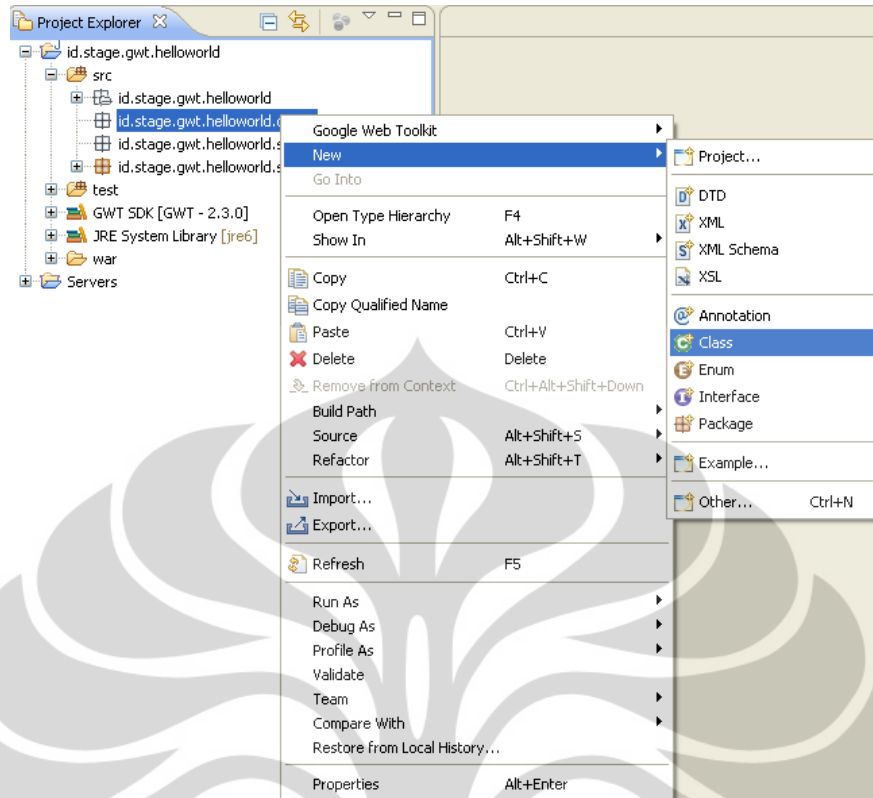 Project Explorer
id.stage.gwt.helloworld
src
id.stage.gwt.helloworld
id.stage.gwt.helloworld.
id.stage.gwt.helloworld.s
id.stage.gwt.helloworld.s
test
GWT SDK [GWT - 2.3.0]
JRE System Library [jre6]
war
Servers
Google Web Toolkit
New
Go Into
Open Type Hierarchy F4
Show In Alt+Shift+W
Copy Ctrl+C
Copy Qualified Name
Paste Ctrl+V
Delete Delete
Remove from Context Ctrl+Alt+Shift+Down
Build Path
Source Alt+Shift+S
Refactor Alt+Shift+T
Import...
Export...
Refresh F5
Run As
Debug As
Profile As
Validate
Team
Compare With
Restore from Local History...
Properties Alt+Enter
Project...
DTD
XML
XML Schema
XSL
Annotation
Class
Enum
Interface
Package
Example...
Other... Ctrl+N